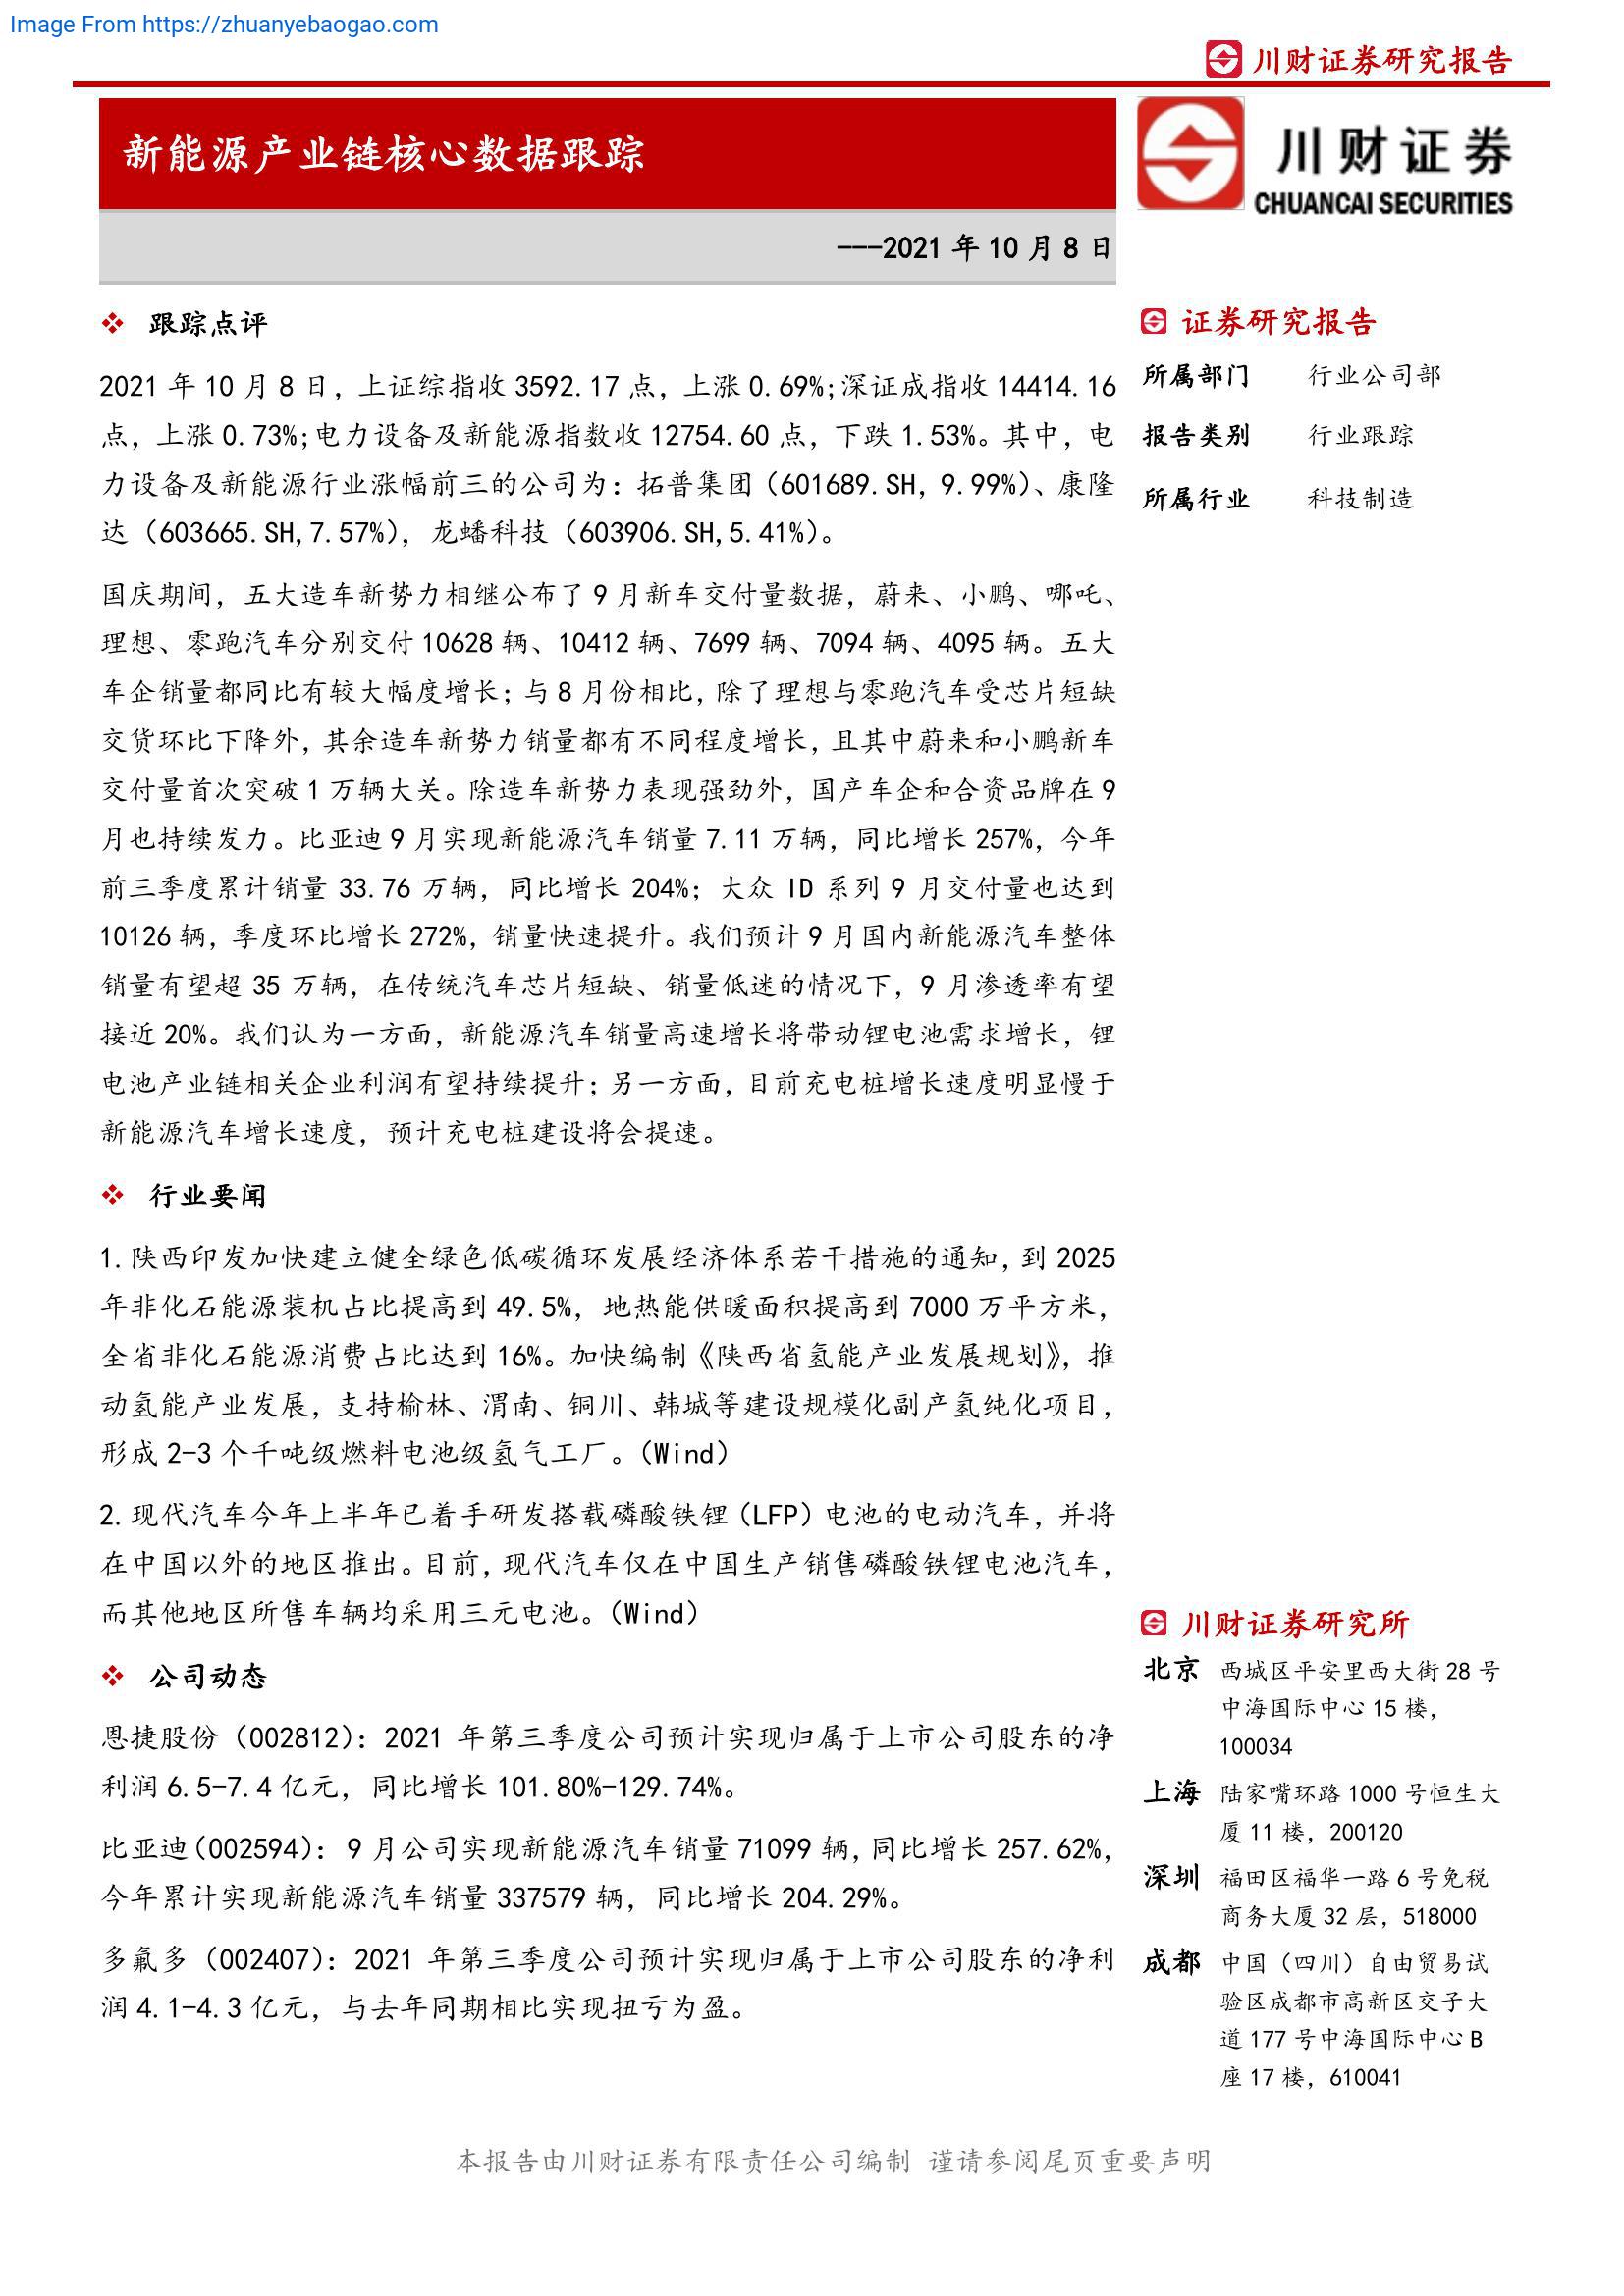 Image From https://zhuanyebaogao.com
川财证券研究报告
新能源产业链核心数据跟踪
川财证券
CHUANCAI SECURITIES
---2021 年 10 月 8 日
❖ 跟踪点评
2021 年 10 月 8 日，上证综指收 3592.17 点，上涨 0.69%;深证成指收 14414.16
点，上涨 0.73%;电力设备及新能源指数收 12754.60 点，下跌 1.53%。其中，电
力设备及新能源行业涨幅前三的公司为：拓普集团（601689.SH, 9.99%）、康隆
达（603665.SH,7.57%），龙蟠科技（603906.SH,5.41%）。
国庆期间，五大造车新势力相继公布了 9 月新车交付量数据，蔚来、小鹏、哪吒、
理想、零跑汽车分别交付 10628 辆、10412 辆、7699 辆、7094 辆、4095 辆。五大
车企销量都同比有较大幅度增长；与 8 月份相比，除了理想与零跑汽车受芯片短缺
交货环比下降外，其余造车新势力销量都有不同程度增长，且其中蔚来和小鹏新车
交付量首次突破 1 万辆大关。除造车新势力表现强劲外，国产车企和合资品牌在 9
月也持续发力。比亚迪 9 月实现新能源汽车销量 7.11 万辆，同比增长 257%，今年
前三季度累计销量 33.76 万辆，同比增长 204%；大众 ID 系列 9 月交付量也达到
10126 辆，季度环比增长 272%，销量快速提升。我们预计 9 月国内新能源汽车整体
销量有望超 35 万辆，在传统汽车芯片短缺、销量低迷的情况下，9 月渗透率有望
接近 20%。我们认为一方面，新能源汽车销量高速增长将带动锂电池需求增长，锂
电池产业链相关企业利润有望持续提升；另一方面，目前充电桩增长速度明显慢于
新能源汽车增长速度，预计充电桩建设将会提速。
❖ 行业要闻
1.陕西印发加快建立健全绿色低碳循环发展经济体系若干措施的通知，到 2025
年非化石能源装机占比提高到 49.5%，地热能供暖面积提高到 7000 万平方米，
全省非化石能源消费占比达到 16%。加快编制《陕西省氢能产业发展规划》，推
动氢能产业发展，支持榆林、渭南、铜川、韩城等建设规模化副产氢纯化项目，
形成 2-3 个千吨级燃料电池级氢气工厂。（Wind）
2.现代汽车今年上半年已着手研发搭载磷酸铁锂（LFP）电池的电动汽车，并将
在中国以外的地区推出。目前，现代汽车仅在中国生产销售磷酸铁锂电池汽车，
而其他地区所售车辆均采用三元电池。（Wind）
❖ 公司动态
恩捷股份（002812）：2021 年第三季度公司预计实现归属于上市公司股东的净
利润 6.5-7.4 亿元，同比增长 101.80%-129.74%。
比亚迪（002594）：9 月公司实现新能源汽车销量 71099 辆，同比增长 257.62%，
今年累计实现新能源汽车销量 337579 辆，同比增长 204.29%。
多氟多（002407）：2021 年第三季度公司预计实现归属于上市公司股东的净利
润 4.1-4.3 亿元，与去年同期相比实现扭亏为盈。
证券研究报告
所属部门 行业公司部
报告类别 行业跟踪
所属行业 科技制造
川财证券研究所
北京 西城区平安里西大街 28 号
中海国际中心 15 楼，
100034
上海 陆家嘴环路 1000 号恒生大
厦 11 楼，200120
深圳 福田区福华一路 6 号免税
商务大厦 32 层，518000
成都 中国（四川）自由贸易试
验区成都市高新区交子大
道 177 号中海国际中心 B
座 17 楼，610041
本报告由川财证券有限责任公司编制 谨请参阅尾页重要声明